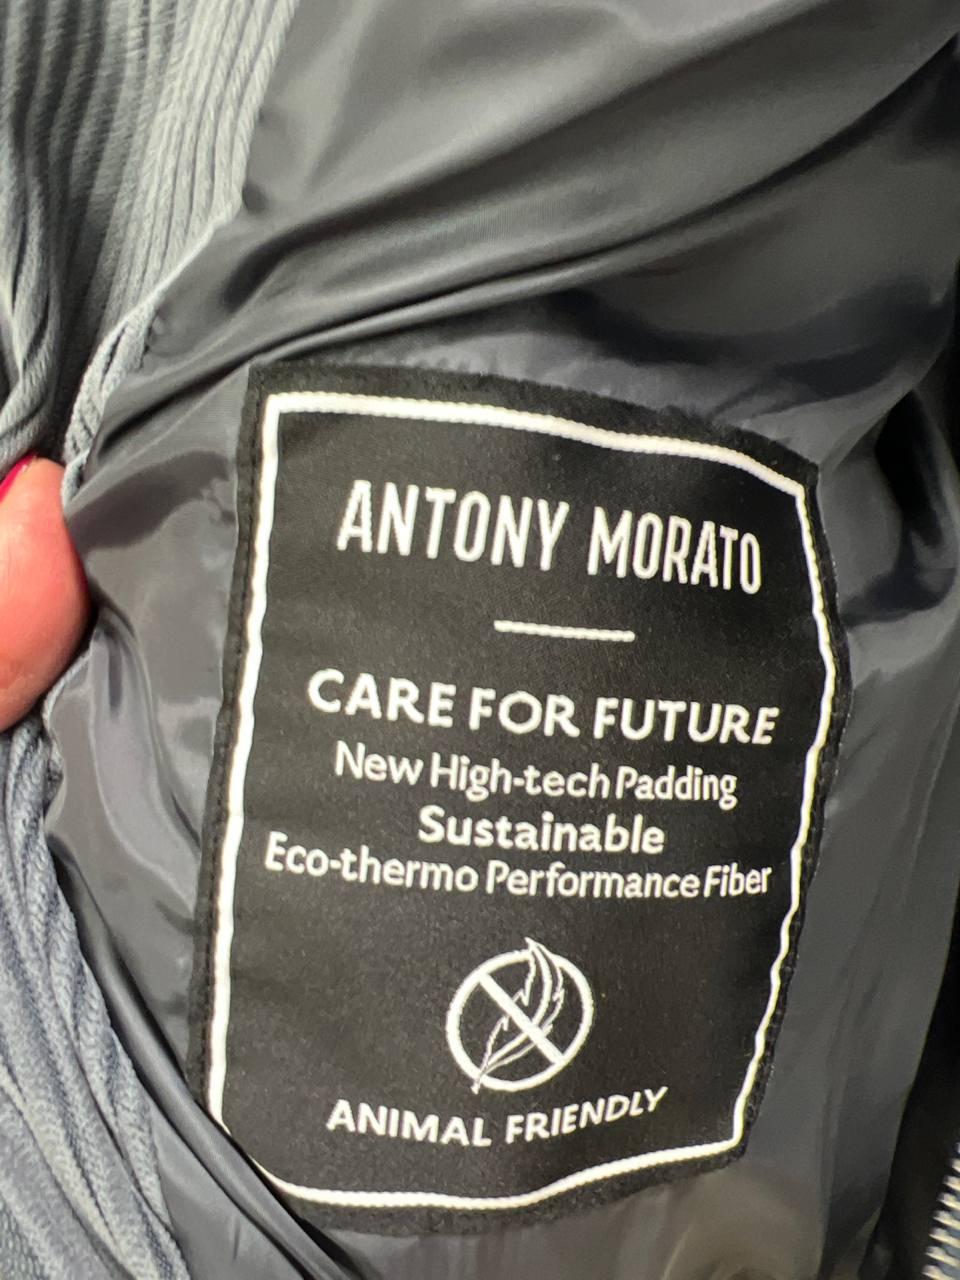 ANTONY MORATO
CARE FOR FUTURE
New High-tech Padding
Sustainable
Eco-thermo Performance Fiber
ANIMAL FRIENDLY